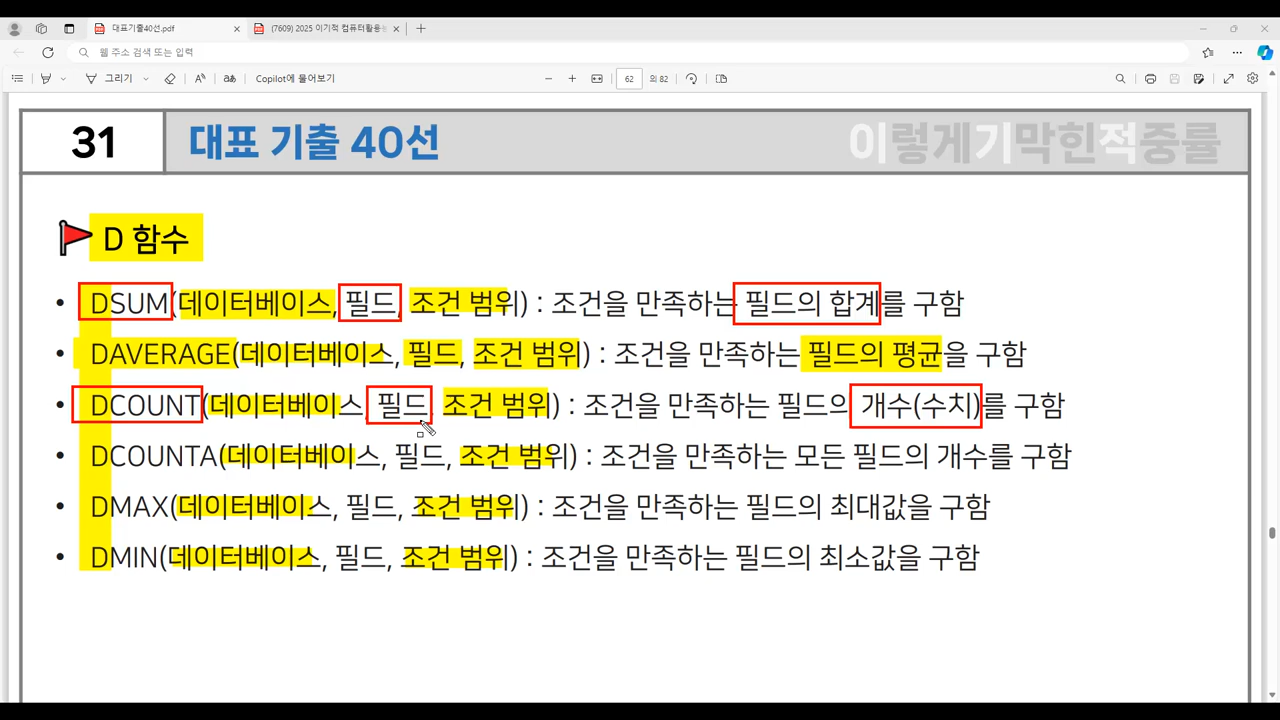 대표기출40선.pdf
(7609) 2025 이기적 컴퓨터활용능
웹 주소 검색 또는 입력
그리기
Copilot에 물어보기
62 의 82
31
대표 기출 40선
이렇게기막힌적중률
D 함수
• DSUM(데이터베이스, 필드, 조건 범위) : 조건을 만족하는 필드의 합계를 구함
• DAVERAGE(데이터베이스, 필드, 조건 범위) : 조건을 만족하는 필드의 평균을 구함
• DCOUNT(데이터베이스, 필드, 조건 범위) : 조건을 만족하는 필드의 개수(수치)를 구함
• DCOUNTA(데이터베이스, 필드, 조건 범위) : 조건을 만족하는 모든 필드의 개수를 구함
• DMAX(데이터베이스, 필드, 조건 범위) : 조건을 만족하는 필드의 최대값을 구함
• DMIN(데이터베이스, 필드, 조건 범위) : 조건을 만족하는 필드의 최소값을 구함